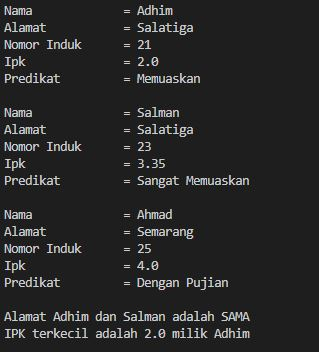 Nama = Adhim
Alamat = Salatiga
Nomor Induk = 21
Ipk = 2.0
Predikat = Memuaskan
Nama = Salman
Alamat = Salatiga
Nomor Induk = 23
Ipk = 3.35
Predikat = Sangat Memuaskan
Nama = Ahmad
Alamat = Semarang
Nomor Induk = 25
Ipk = 4.0
Predikat = Dengan Pujian
Alamat Adhim dan Salman adalah SAMA
IPK terkecil adalah 2.0 milik Adhim